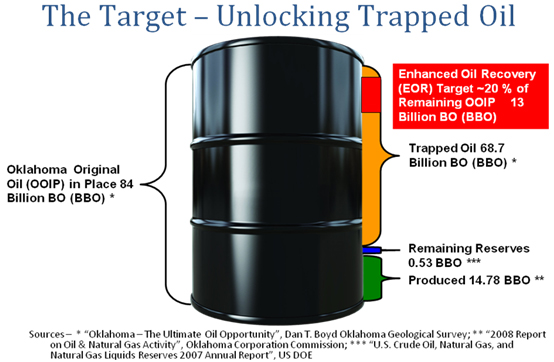 The Target – Unlocking Trapped Oil
Enhanced Oil Recovery
(EOR) Target ~20 % of
Remaining OOIP 13
Billion BO (BBO)
Trapped Oil 68.7
Billion BO (BBO) *
Oklahoma Original
Oil (OOIP) in Place 84
Billion BO (BBO) *
Remaining Reserves
0.53 BBO ***
Produced 14.78 BBO **
Sources – * "Oklahoma – The Ultimate Oil Opportunity", Dan T. Boyd Oklahoma Geological Survey; ** "2008 Report
on Oil & Natural Gas Activity", Oklahoma Corporation Commission; *** "U.S. Crude Oil, Natural Gas, and
Natural Gas Liquids Reserves 2007 Annual Report", US DOE